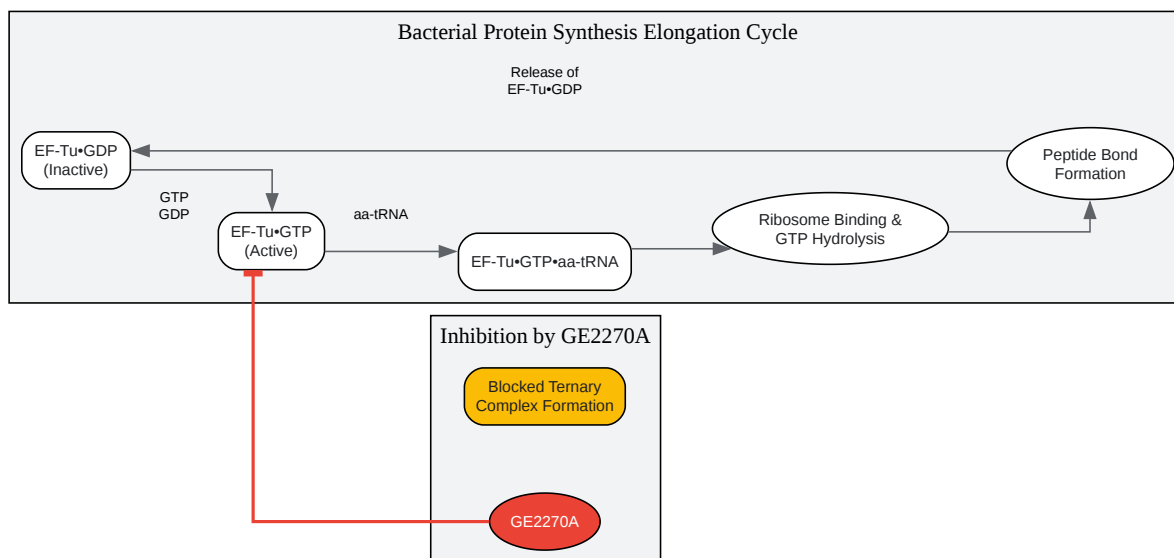 Bacterial Protein Synthesis Elongation Cycle
Release of
EF-Tu•GDP
EF-Tu•GDP
(Inactive)
Peptide Bond
Formation
GTP
GDP
EF-Tu•GTP
(Active)
aa-tRNA
EF-Tu•GTP•aa-tRNA
Ribosome Binding &
GTP Hydrolysis
Inhibition by GE2270A
Blocked Ternary
Complex Formation
GE2270A